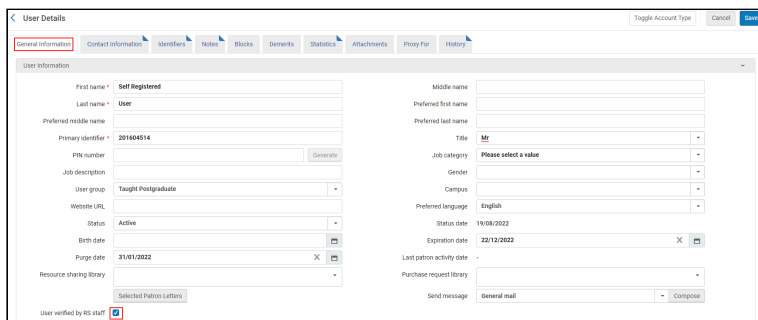 User Details Toggle Account Type Cancel Save
General Information Contact Information Identifiers Notes Blocks Demerits Statistics Attachments Proxy For History
User Information
First name * Self Registered Middle name
Last name * User Preferred first name
Preferred middle name Preferred last name
Primary identifier * 201604514 Title Mr
PIN number Generate Job category Please select a value
Job description Gender
User group Taught Postgraduate Campus
Website URL Preferred language English
Status Active Status date 19/08/2022
Birth date Expiration date 22/12/2022 X
Purge date 31/01/2022 X Last patron activity date -
Resource sharing library Purchase request library
Selected Patron Letters Send message General mail Compose
User verified by RS staff